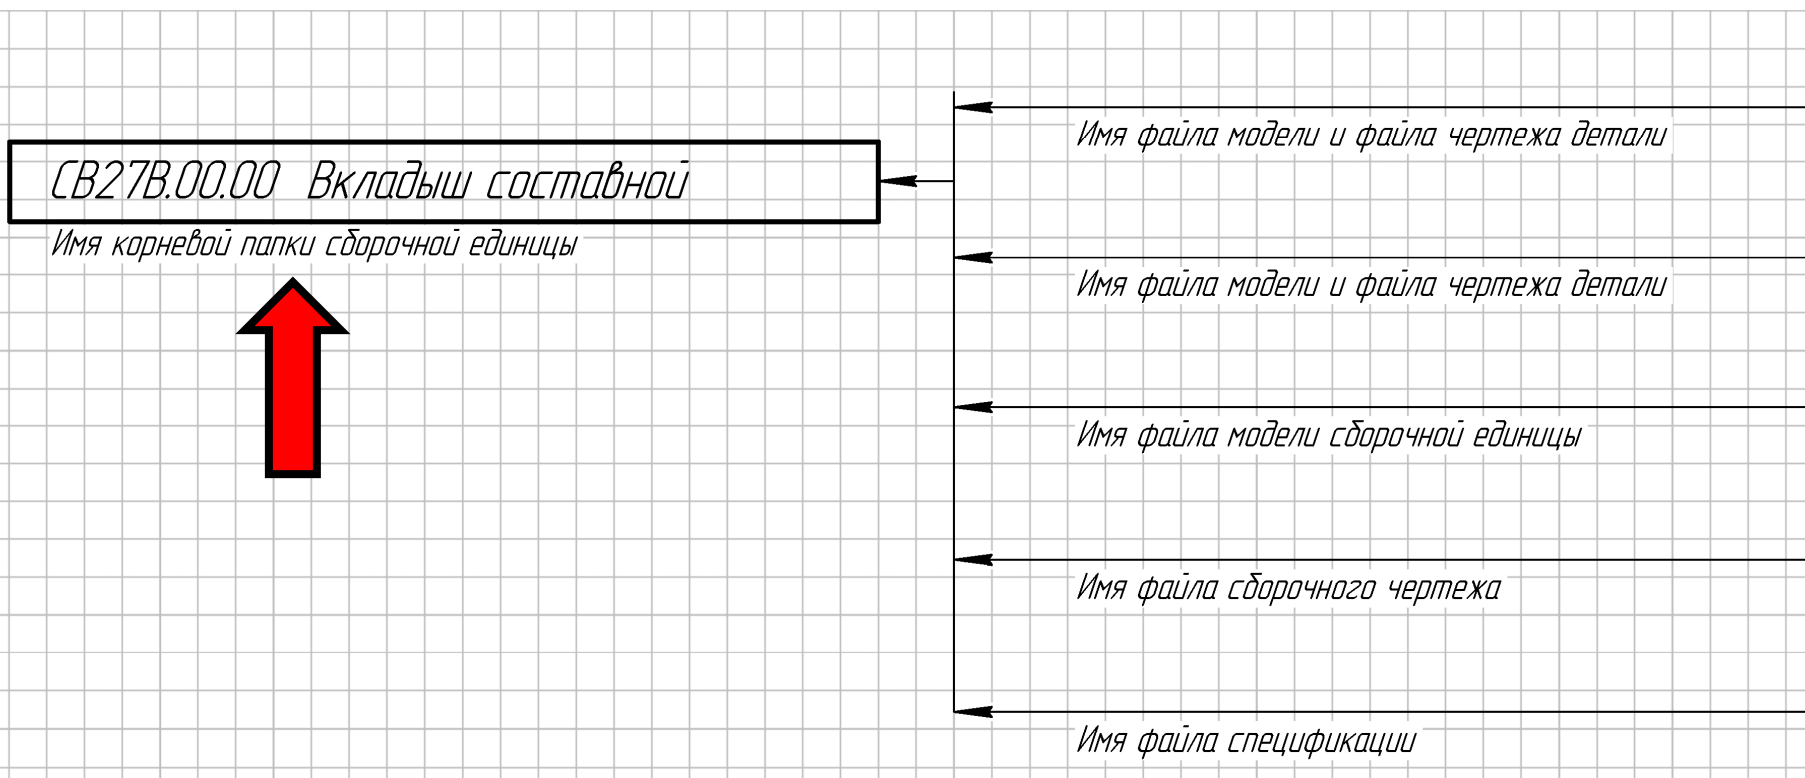 СВ27В.00.00 Вкладыш составной
Имя корневой папки сборочной единицы
Имя файла модели и файла чертежа детали
Имя файла модели и файла чертежа детали
Имя файла модели сборочной единицы
Имя файла сборочного чертежа
Имя файла спецификации